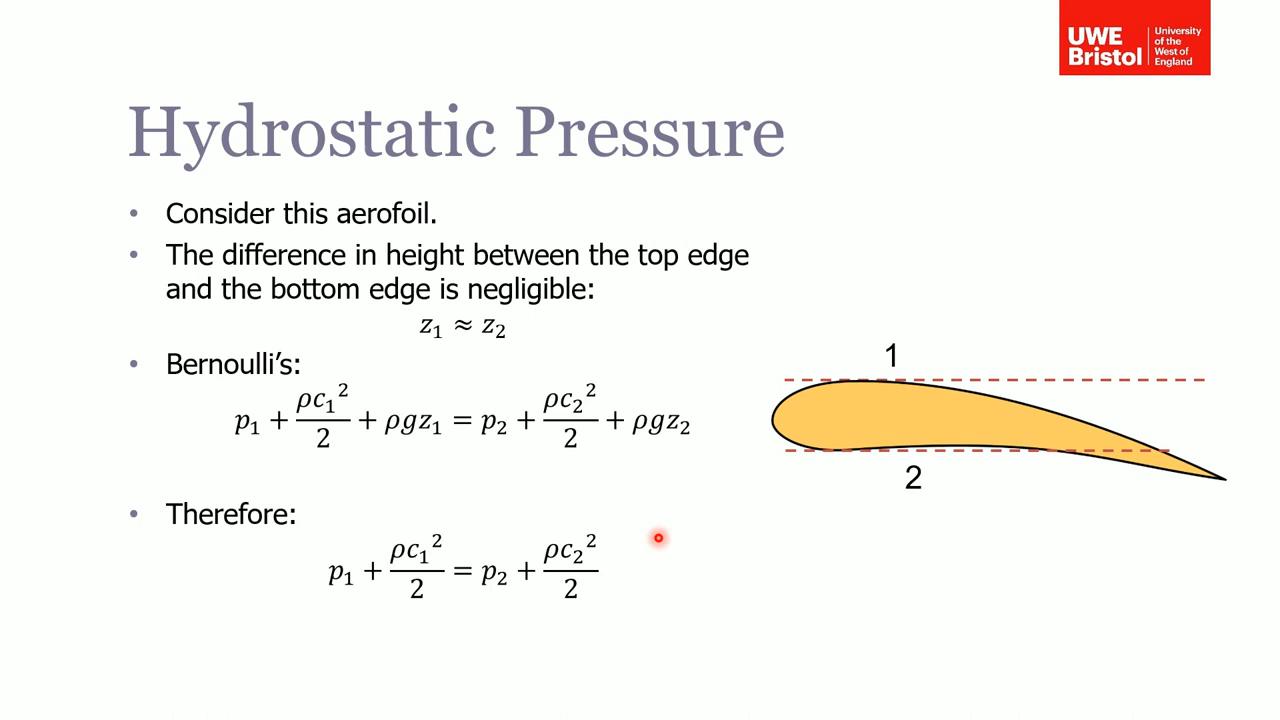 UWE
Bristol
University
of the
West of
England
Hydrostatic Pressure
• Consider this aerofoil.
• The difference in height between the top edge
and the bottom edge is negligible:
z₁ ≈ z₂
• Bernoulli’s:
p₁ + ρc₁²/2 + ρgz₁ = p₂ + ρc₂²/2 + ρgz₂
• Therefore:
p₁ + ρc₁²/2 = p₂ + ρc₂²/2
1
2